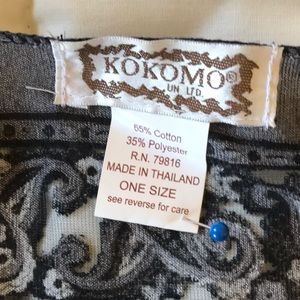 KOKOMO®
UN LTD.
65% Cotton
35% Polyester
R.N. 79816
MADE IN THAILAND
ONE SIZE
see reverse for care